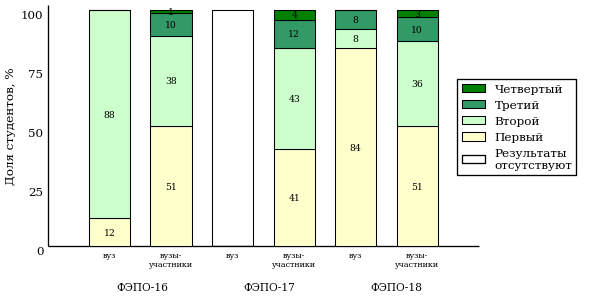 Доля студентов, %
100
75
50
25
0
12
88
51
38
10
1
41
43
12
4
84
8
8
51
36
10
3
вуз
вузы-
участники
вуз
вузы-
участники
вуз
вузы-
участники
ФЭПО-16
ФЭПО-17
ФЭПО-18
Четвертый
Третий
Второй
Первый
Результаты
отсутствуют